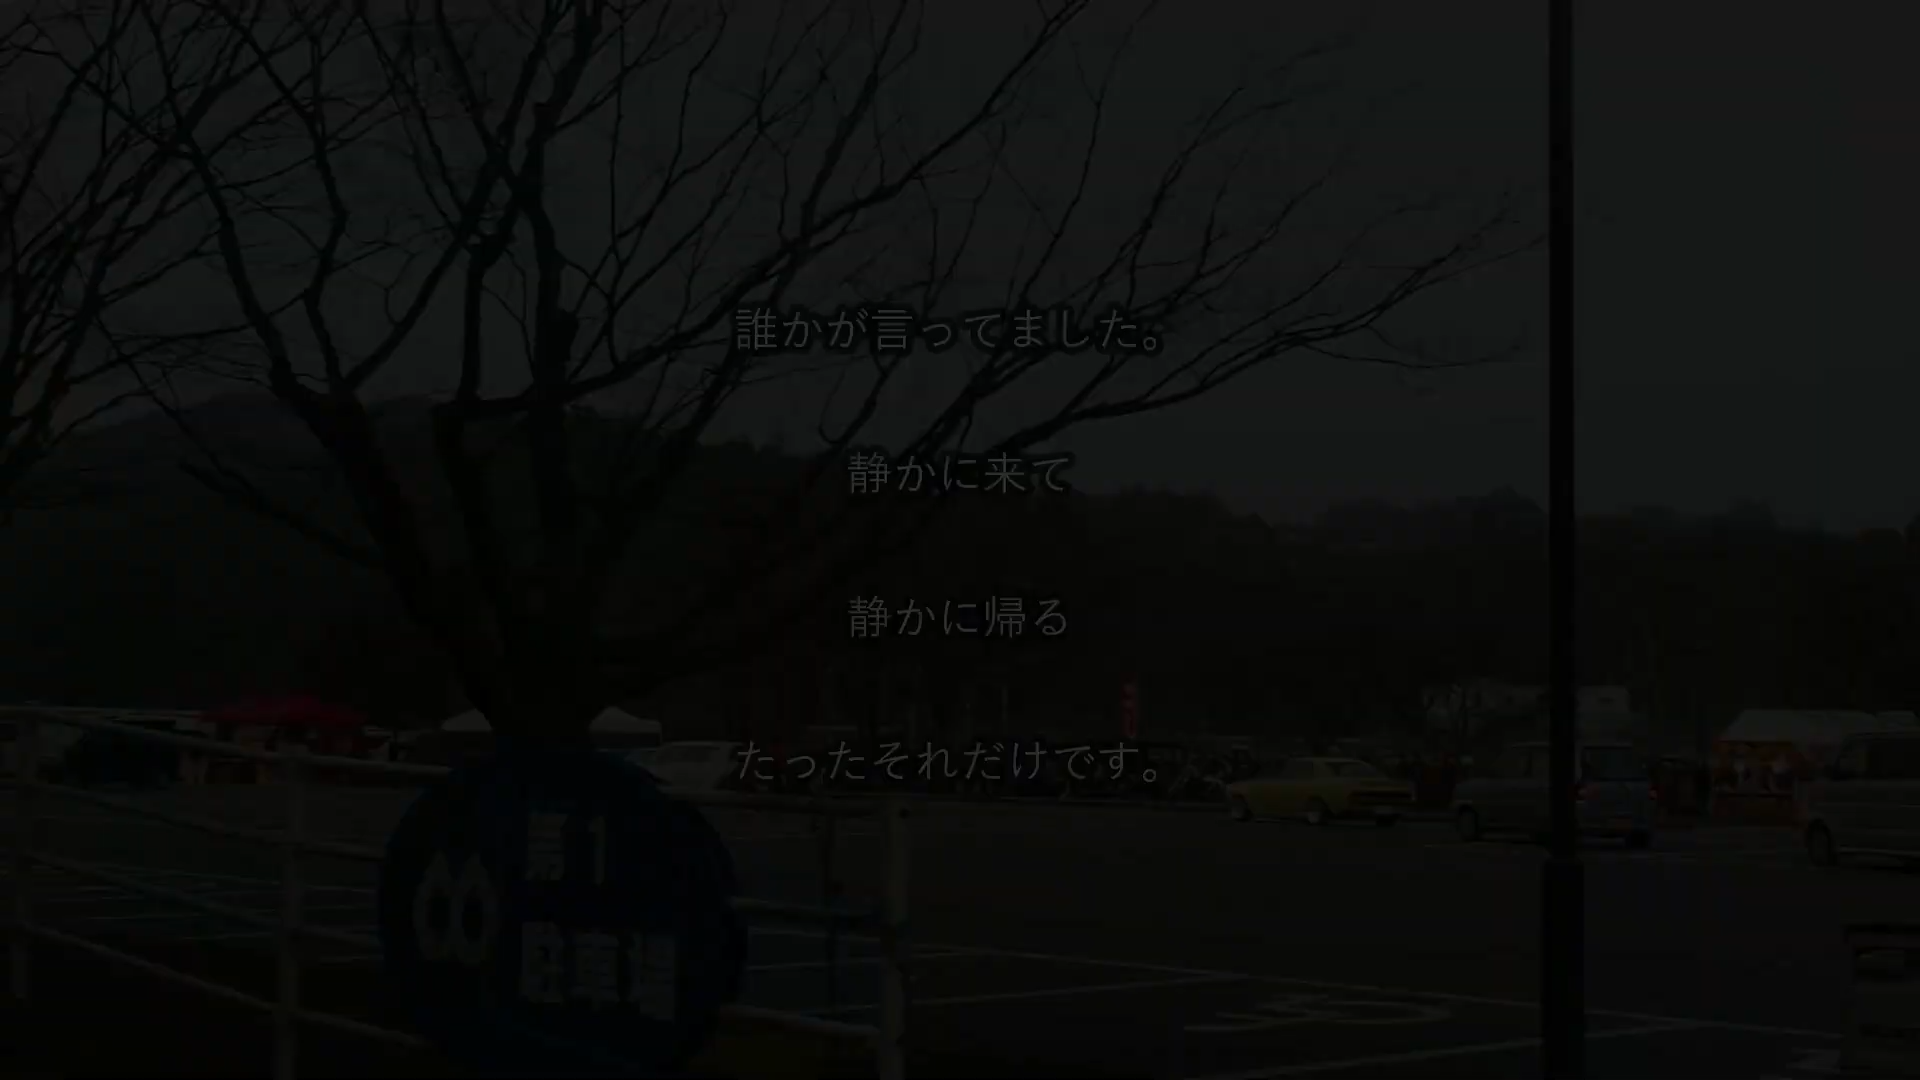 誰かが言ってました。
静かに来て
静かに帰る
たったそれだけです。
第1
駐車場